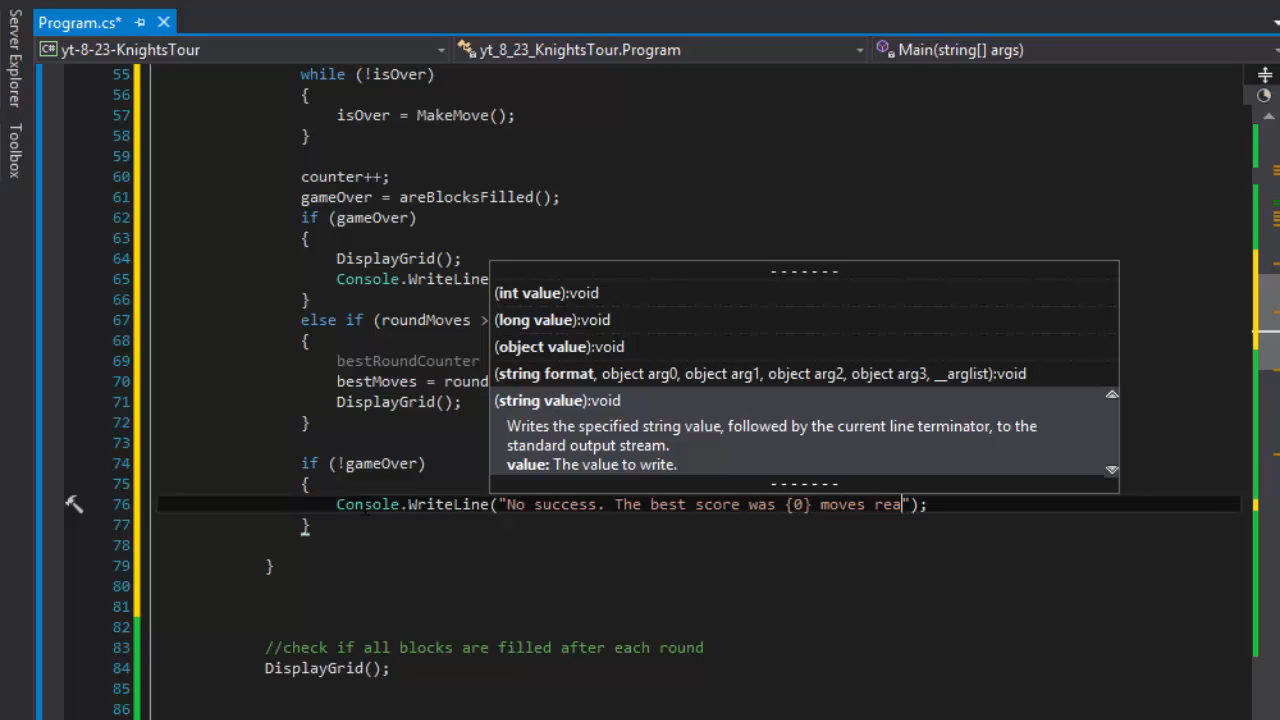 Server Explorer
Toolbox
Program.cs*
C# yt-8-23-KnightsTour
yt_8_23_KnightsTour.Program
Main(string[] args)
55 while (!isOver)
56 {
57 isOver = MakeMove();
58 }
59
60 counter++;
61 gameOver = areBlocksFilled();
62 if (gameOver)
63 {
64 DisplayGrid();
65 Console.WriteLine
66 }
67 else if (roundMoves >
68 {
69 bestRoundCounter
70 bestMoves = round
71 DisplayGrid();
72 }
73
74 if (!gameOver)
75 {
76 Console.WriteLine("No success. The best score was {0} moves rea");
77 }
78
79 }
80
81
82
83 //check if all blocks are filled after each round
84 DisplayGrid();
85
86
-------
(int value):void
(long value):void
(object value):void
(string format, object arg0, object arg1, object arg2, object arg3, __arglist):void
(string value):void
Writes the specified string value, followed by the current line terminator, to the
standard output stream.
value: The value to write.
-------